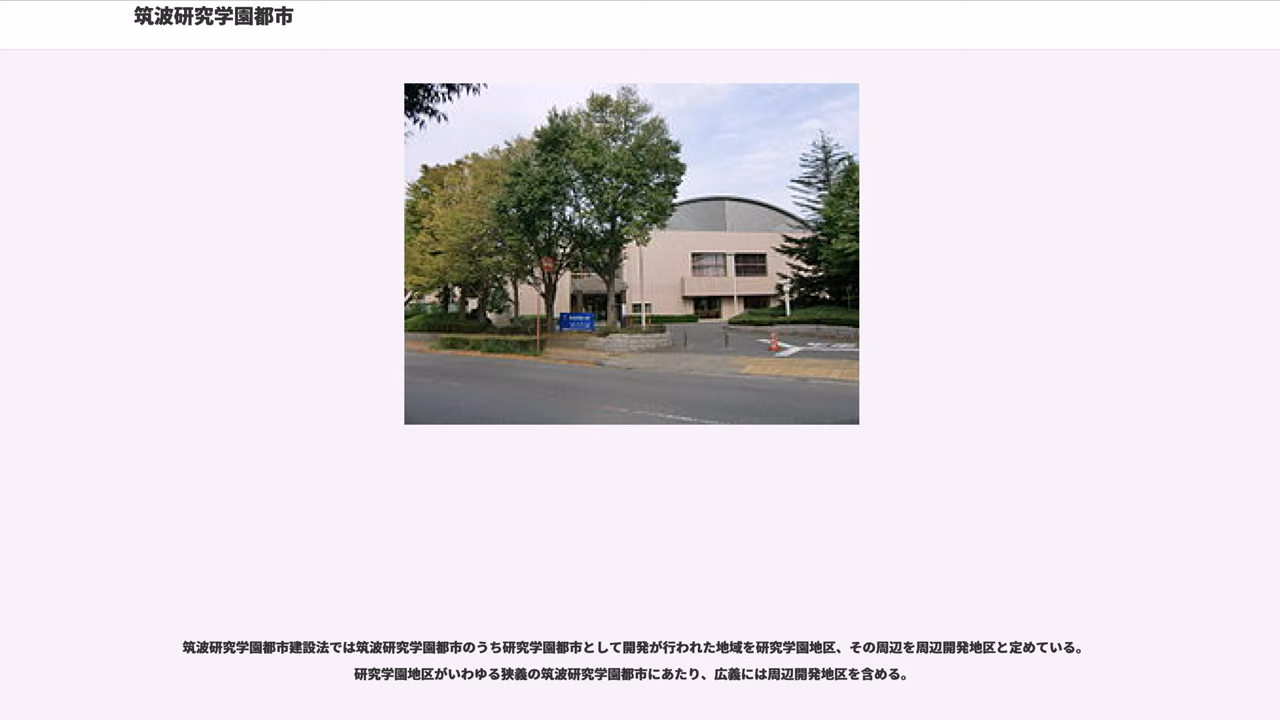 筑波研究学園都市
筑波研究学園都市建設法では筑波研究学園都市のうち研究学園都市として開発が行われた地域を研究学園地区、その周辺を周辺開発地区と定めている。
研究学園地区がいわゆる狭義の筑波研究学園都市にあたり、広義には周辺開発地区を含める。